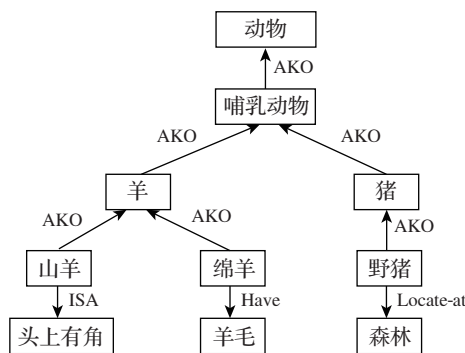 动物
AKO
哺乳动物
AKO
AKO
羊
猪
AKO
AKO
AKO
山羊
绵羊
野猪
ISA
Have
Locate-at
头上有角
羊毛
森林